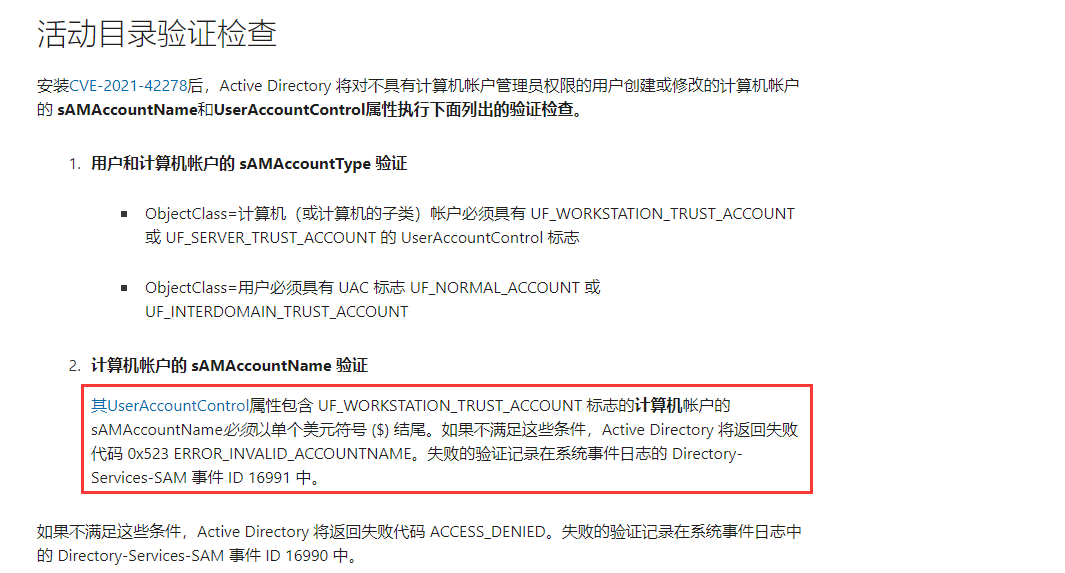 活动目录验证检查
安装CVE-2021-42278后，Active Directory 将对不具有计算机帐户管理员权限的用户创建或修改的计算机帐户
的 sAMAccountName和UserAccountControl属性执行下面列出的验证检查。
1. 用户和计算机帐户的 sAMAccountType 验证
■ ObjectClass=计算机（或计算机的子类）帐户必须具有 UF_WORKSTATION_TRUST_ACCOUNT
或 UF_SERVER_TRUST_ACCOUNT 的 UserAccountControl 标志
■ ObjectClass=用户必须具有 UAC 标志 UF_NORMAL_ACCOUNT 或
UF_INTERDOMAIN_TRUST_ACCOUNT
2. 计算机帐户的 sAMAccountName 验证
其UserAccountControl属性包含 UF_WORKSTATION_TRUST_ACCOUNT 标志的计算机帐户的
sAMAccountName必须以单个美元符号 ($) 结尾。如果不满足这些条件，Active Directory 将返回失败
代码 0x523 ERROR_INVALID_ACCOUNTNAME。失败的验证记录在系统事件日志的 Directory-
Services-SAM 事件 ID 16991 中。
如果不满足这些条件，Active Directory 将返回失败代码 ACCESS_DENIED。失败的验证记录在系统事件日志中
的 Directory-Services-SAM 事件 ID 16990 中。